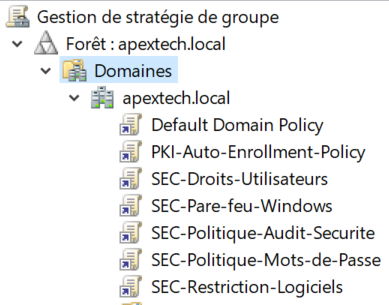 Gestion de stratégie de groupe
Forêt : apextech.local
Domaines
apextech.local
Default Domain Policy
PKI-Auto-Enrollment-Policy
SEC-Droits-Utilisateurs
SEC-Pare-feu-Windows
SEC-Politique-Audit-Securite
SEC-Politique-Mots-de-Passe
SEC-Restriction-Logiciels